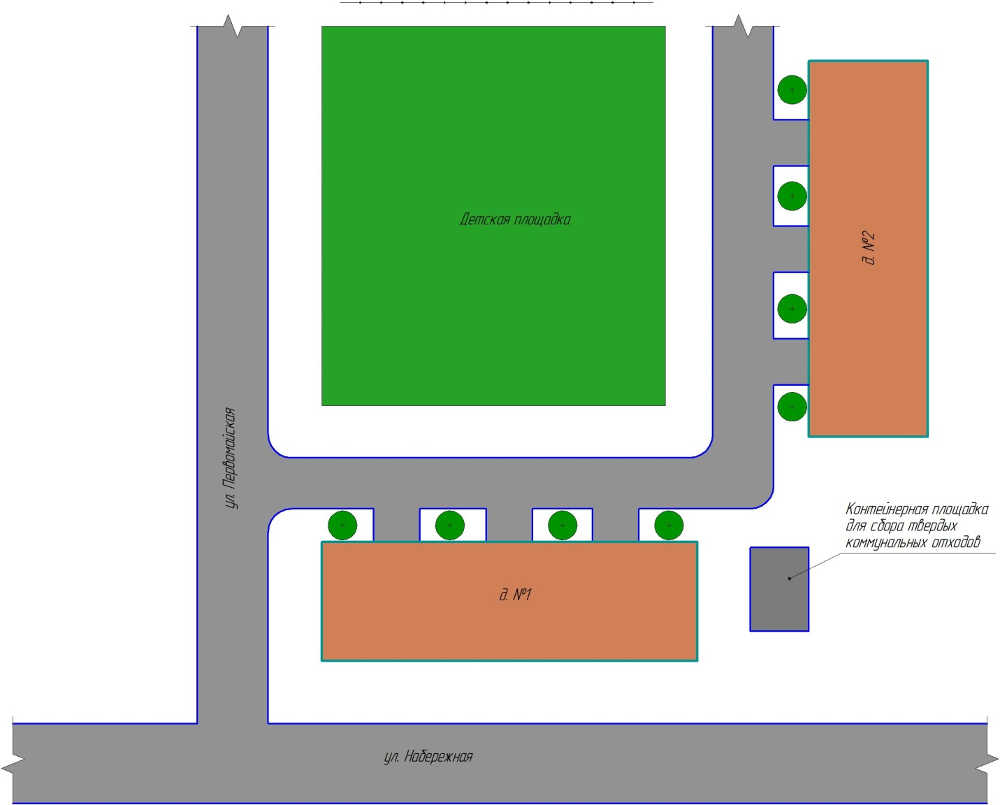 Детская площадка
д. №2
ул. Первомайская
Контейнерная площадка
для сбора твердых
коммунальных отходов
д. №1
ул. Набережная